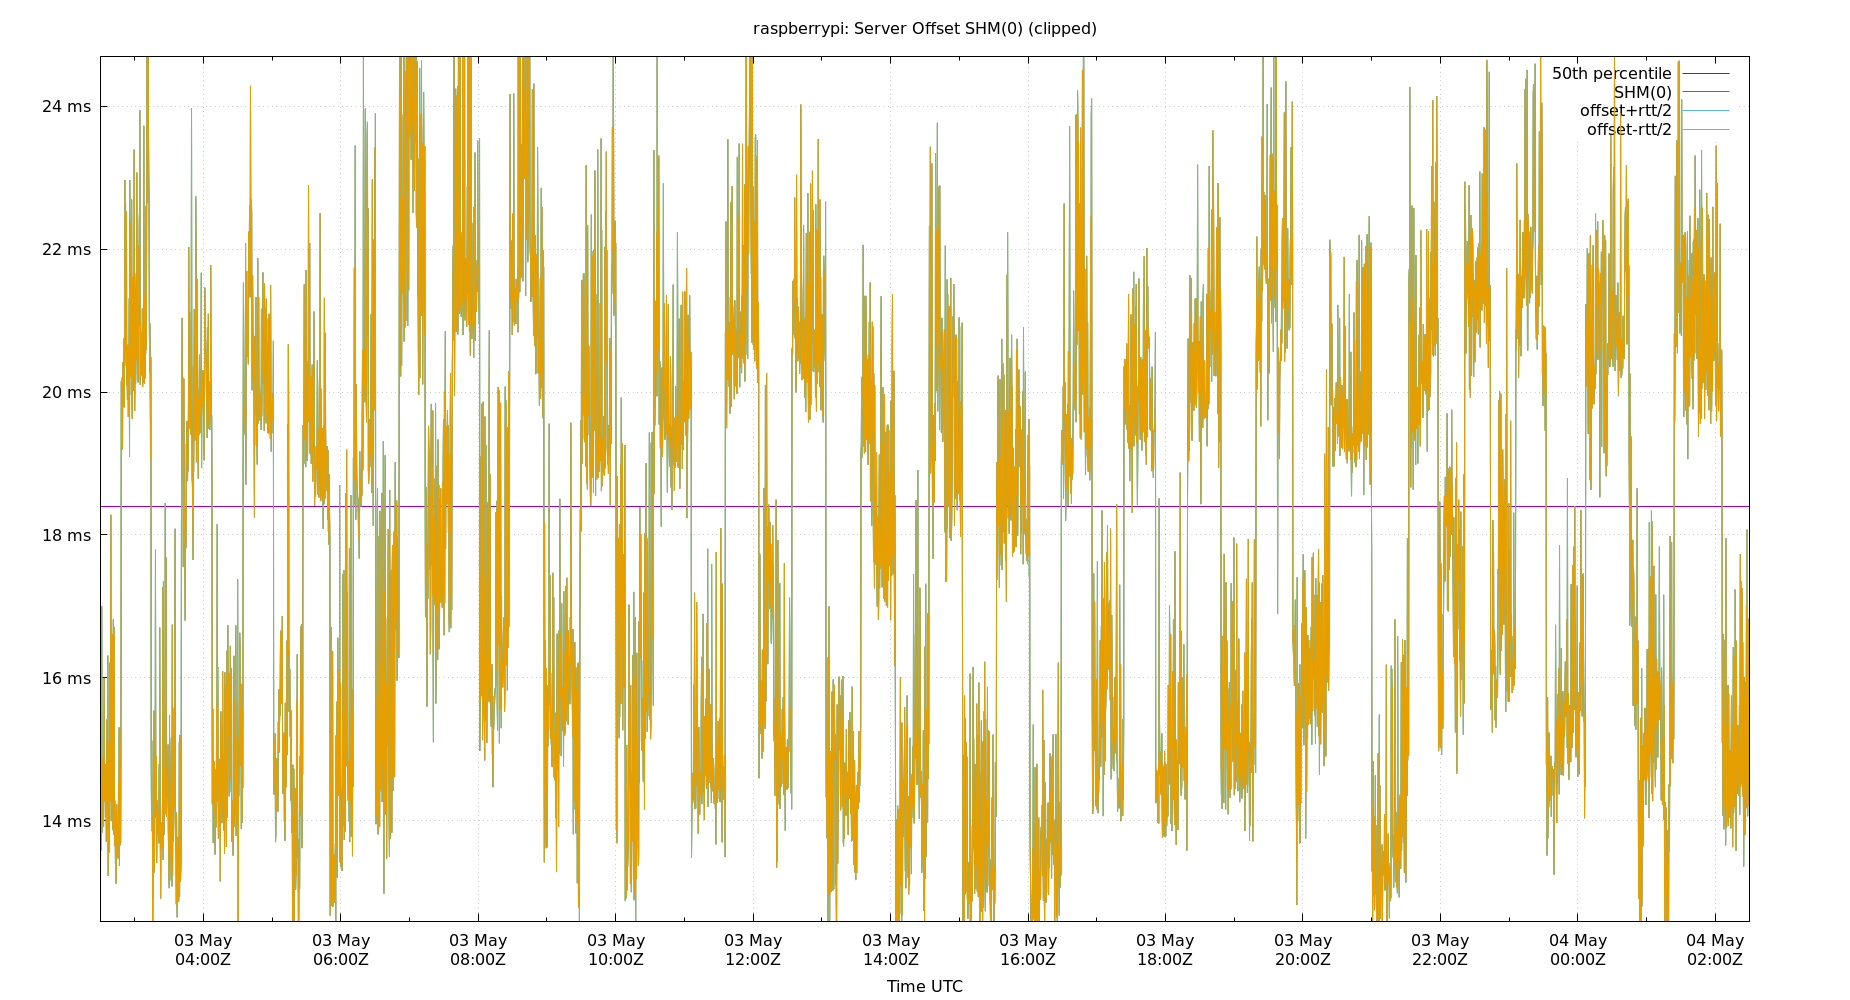 raspberrypi: Server Offset SHM(0) (clipped)
50th percentile
SHM(0)
offset+rtt/2
offset-rtt/2
24 ms
22 ms
20 ms
18 ms
16 ms
14 ms
03 May 03 May 03 May 03 May 03 May 03 May 03 May 03 May 03 May 03 May 04 May 04 May
04:00Z 06:00Z 08:00Z 10:00Z 12:00Z 14:00Z 16:00Z 18:00Z 20:00Z 22:00Z 00:00Z 02:00Z
Time UTC